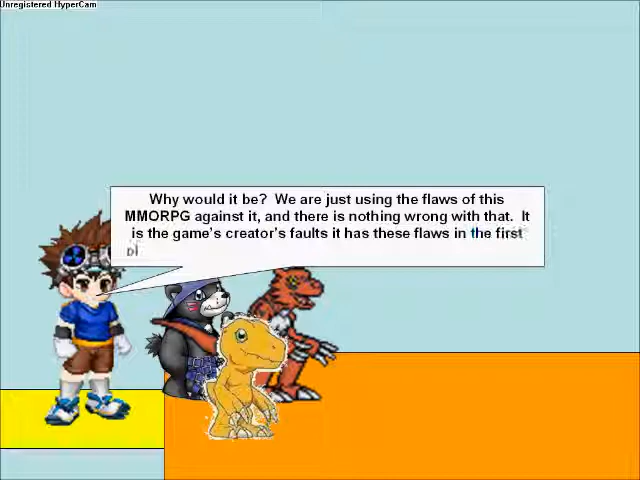 Unregistered HyperCam
Why would it be? We are just using the flaws of this
MMORPG against it, and there is nothing wrong with that. It
is the game's creator's faults it has these flaws in the first
pl